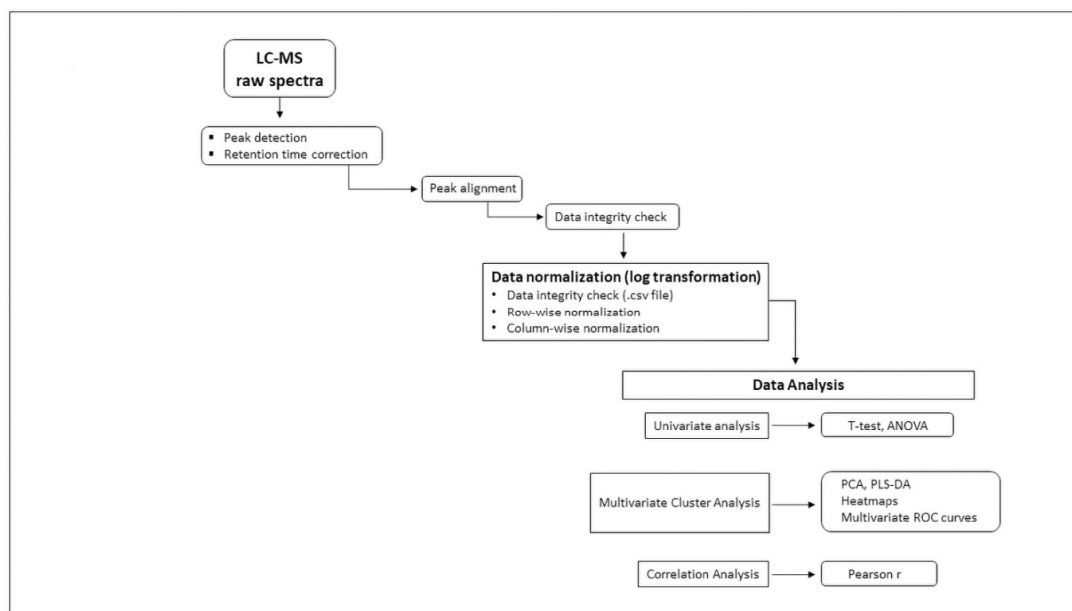 LC-MS
raw spectra
▪ Peak detection
▪ Retention time correction
Peak alignment
Data integrity check
Data normalization (log transformation)
• Data integrity check (.csv file)
• Row-wise normalization
• Column-wise normalization
Data Analysis
Univariate analysis
T-test, ANOVA
Multivariate Cluster Analysis
PCA, PLS-DA
Heatmaps
Multivariate ROC curves
Correlation Analysis
Pearson r